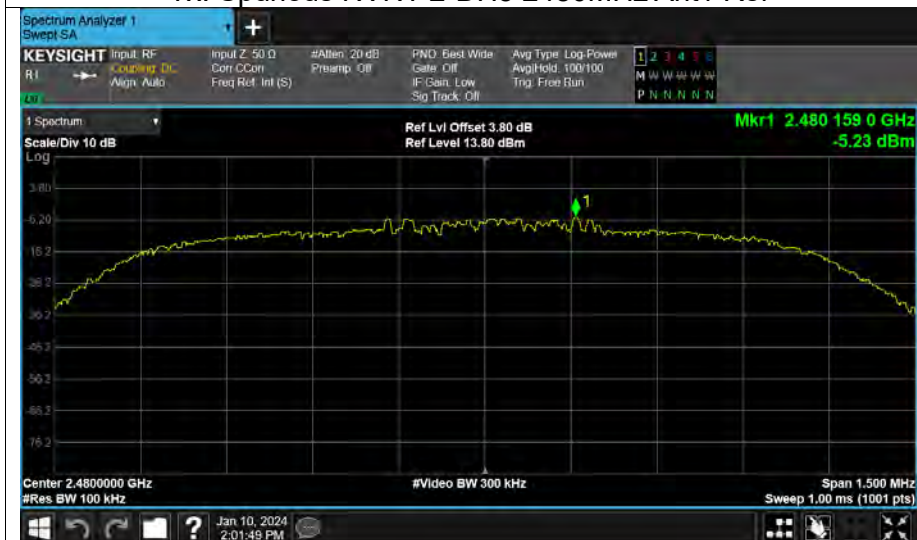 Spectrum Analyzer 1
Swept SA
+
KEYSIGHT Input: RF Input Z: 50 Ω #Atten: 20 dB PNO: Best Wide Avg Type: Log-Power 1 2 3 4 5 6
Coupling: DC Corr CCorr Preamp: Off Gate: Off Avg|Hold: 100/100 M W W W W W
Align: Auto Freq Ref: Int (S) IF Gain: Low Trig: Free Run
Sig Track: Off P N N N N N
1 Spectrum
Ref Lvl Offset 3.80 dB Mkr1 2.480 159 0 GHz
Scale/Div 10 dB Ref Level 13.80 dBm -5.23 dBm
Log
3.80
1
-6.20
-16.2
-26.2
-36.2
-46.2
-56.2
-66.2
-76.2
Center 2.4800000 GHz #Video BW 300 kHz Span 1.500 MHz
#Res BW 100 kHz Sweep 1.00 ms (1001 pts)
? Jan 10, 2024
2:01:49 PM